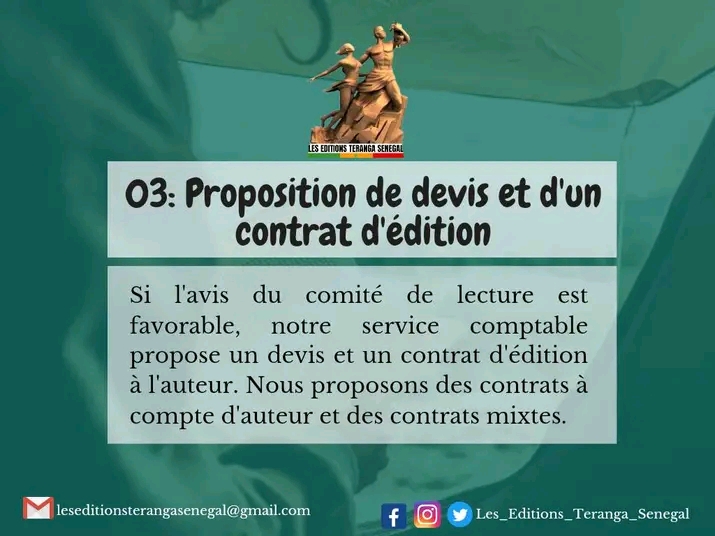 LES EDITIONS TERANGA SENEGAL
03: Proposition de devis et d'un
contrat d'édition
Si l'avis du comité de lecture est
favorable, notre service comptable
propose un devis et un contrat d'édition
à l'auteur. Nous proposons des contrats à
compte d'auteur et des contrats mixtes.
leseditionsterangasenegal@gmail.com
Les_Editions_Teranga_Senegal